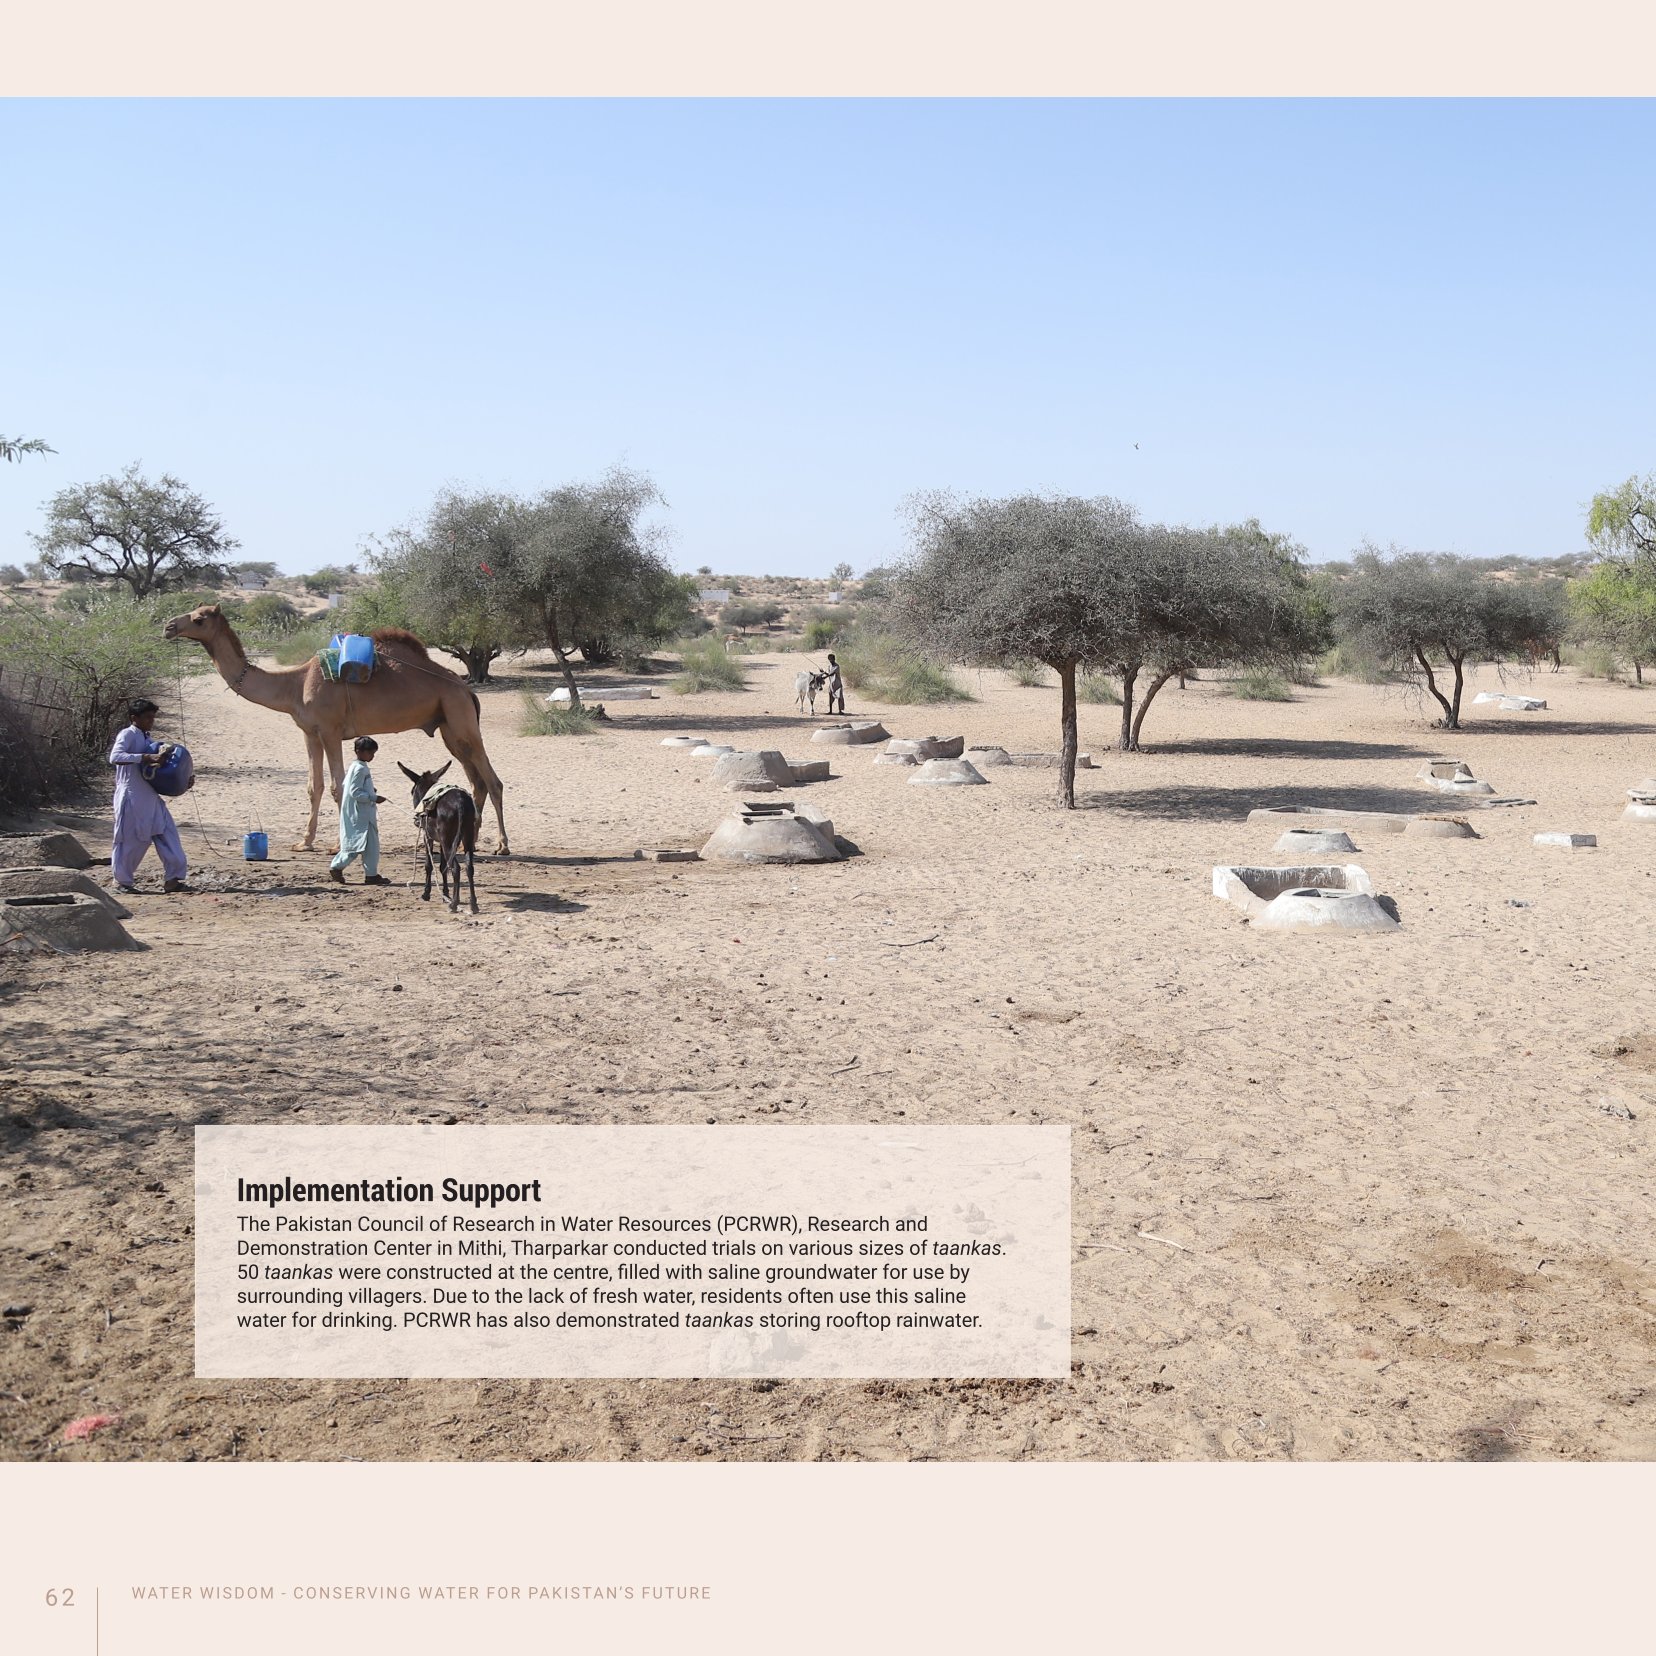 Implementation Support
The Pakistan Council of Research in Water Resources (PCRWR), Research and
Demonstration Center in Mithi, Tharparkar conducted trials on various sizes of taankas.
50 taankas were constructed at the centre, filled with saline groundwater for use by
surrounding villagers. Due to the lack of fresh water, residents often use this saline
water for drinking. PCRWR has also demonstrated taankas storing rooftop rainwater.
62
WATER WISDOM - CONSERVING WATER FOR PAKISTAN’S FUTURE